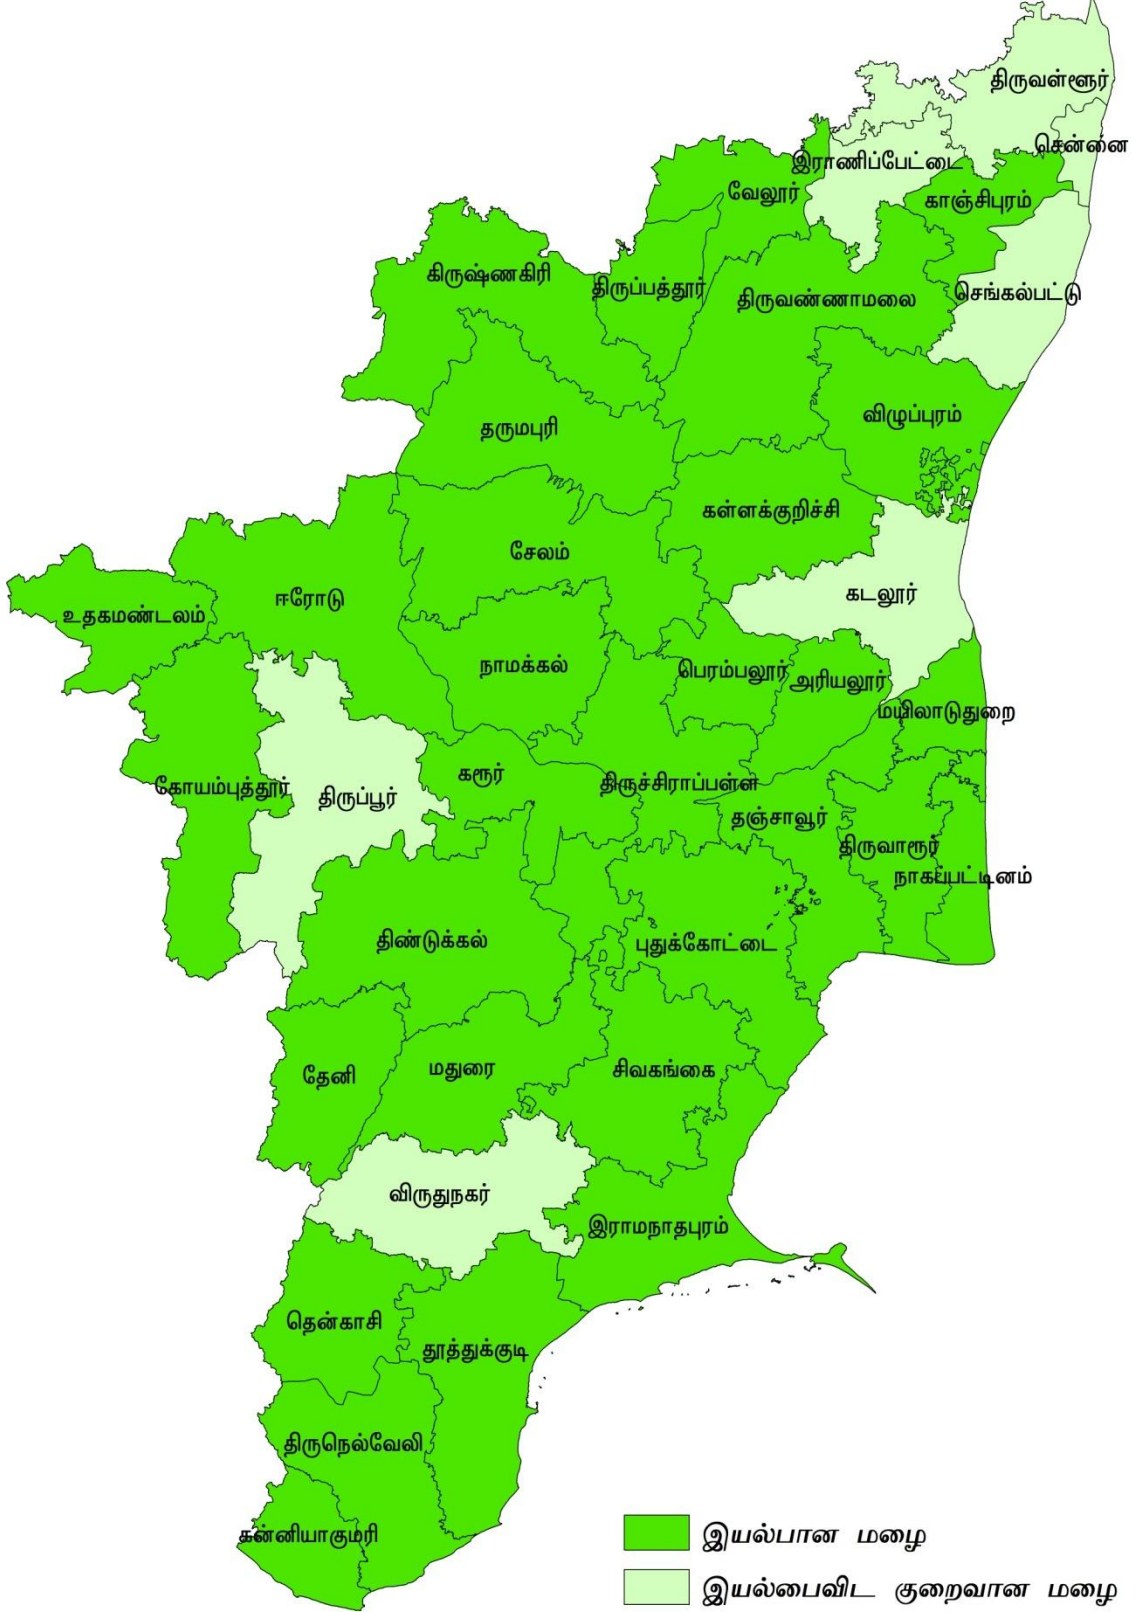 திருவள்ளூர்
சென்னை
இராணிப்பேட்டை
வேலூர்
காஞ்சிபுரம்
கிருஷ்ணகிரி
திருப்பத்தூர்
திருவண்ணாமலை
செங்கல்பட்டு
விழுப்புரம்
தருமபுரி
கள்ளக்குறிச்சி
சேலம்
கடலூர்
ஈரோடு
உதகமண்டலம்
நாமக்கல்
பெரம்பலூர்
அரியலூர்
மயிலாடுதுறை
கோயம்புத்தூர்
திருப்பூர்
கரூர்
திருச்சிராப்பள்ள
தஞ்சாவூர்
திருவாரூர்
நாகப்பட்டினம்
திண்டுக்கல்
புதுக்கோட்டை
தேனி
மதுரை
சிவகங்கை
விருதுநகர்
இராமநாதபுரம்
தென்காசி
தூத்துக்குடி
திருநெல்வேலி
கன்னியாகுமரி
இயல்பான மழை
இயல்பைவிட குறைவான மழை